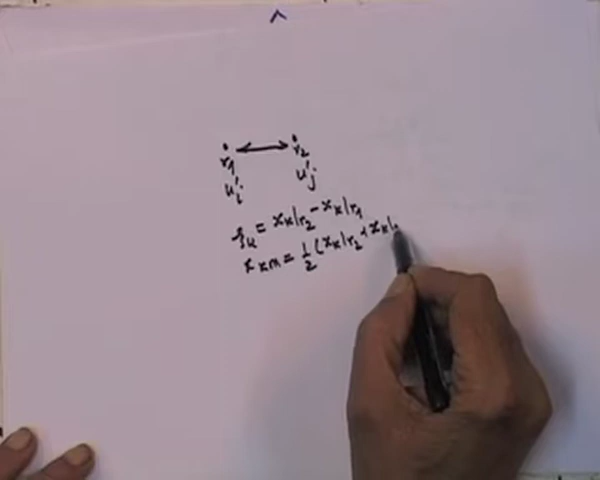 r1 r2
u'i u'j
ξk = xk|r2 - xk|r1
xkm = 1/2 (xk|r2 + xk|